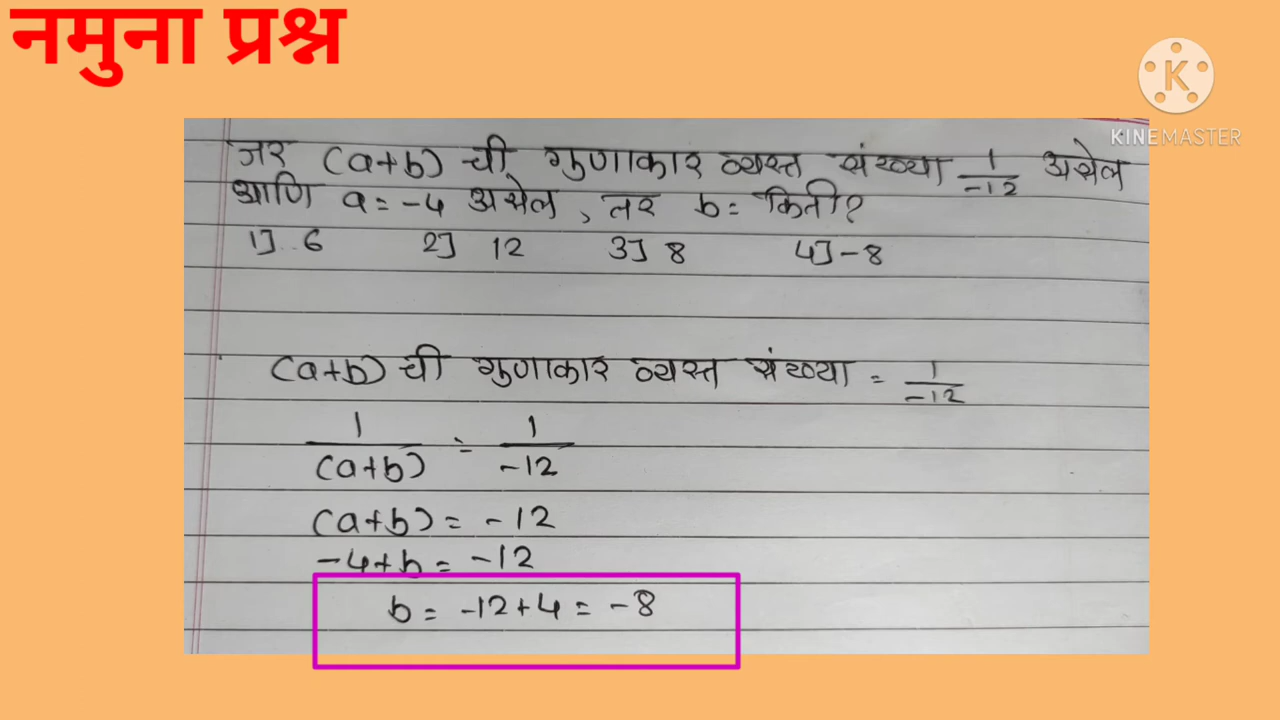 नमुना प्रश्न
K
KINEMASTER
जर (a+b) ची गुणाकार व्यस्त संख्या 1/-12 असेल
आणि a = -4 असेल, तर b = किती?
1] 6 2] 12 3] 8 4] -8
(a+b) ची गुणाकार व्यस्त संख्या = 1/-12
1/(a+b) = 1/-12
(a+b) = -12
-4+b = -12
b = -12+4 = -8